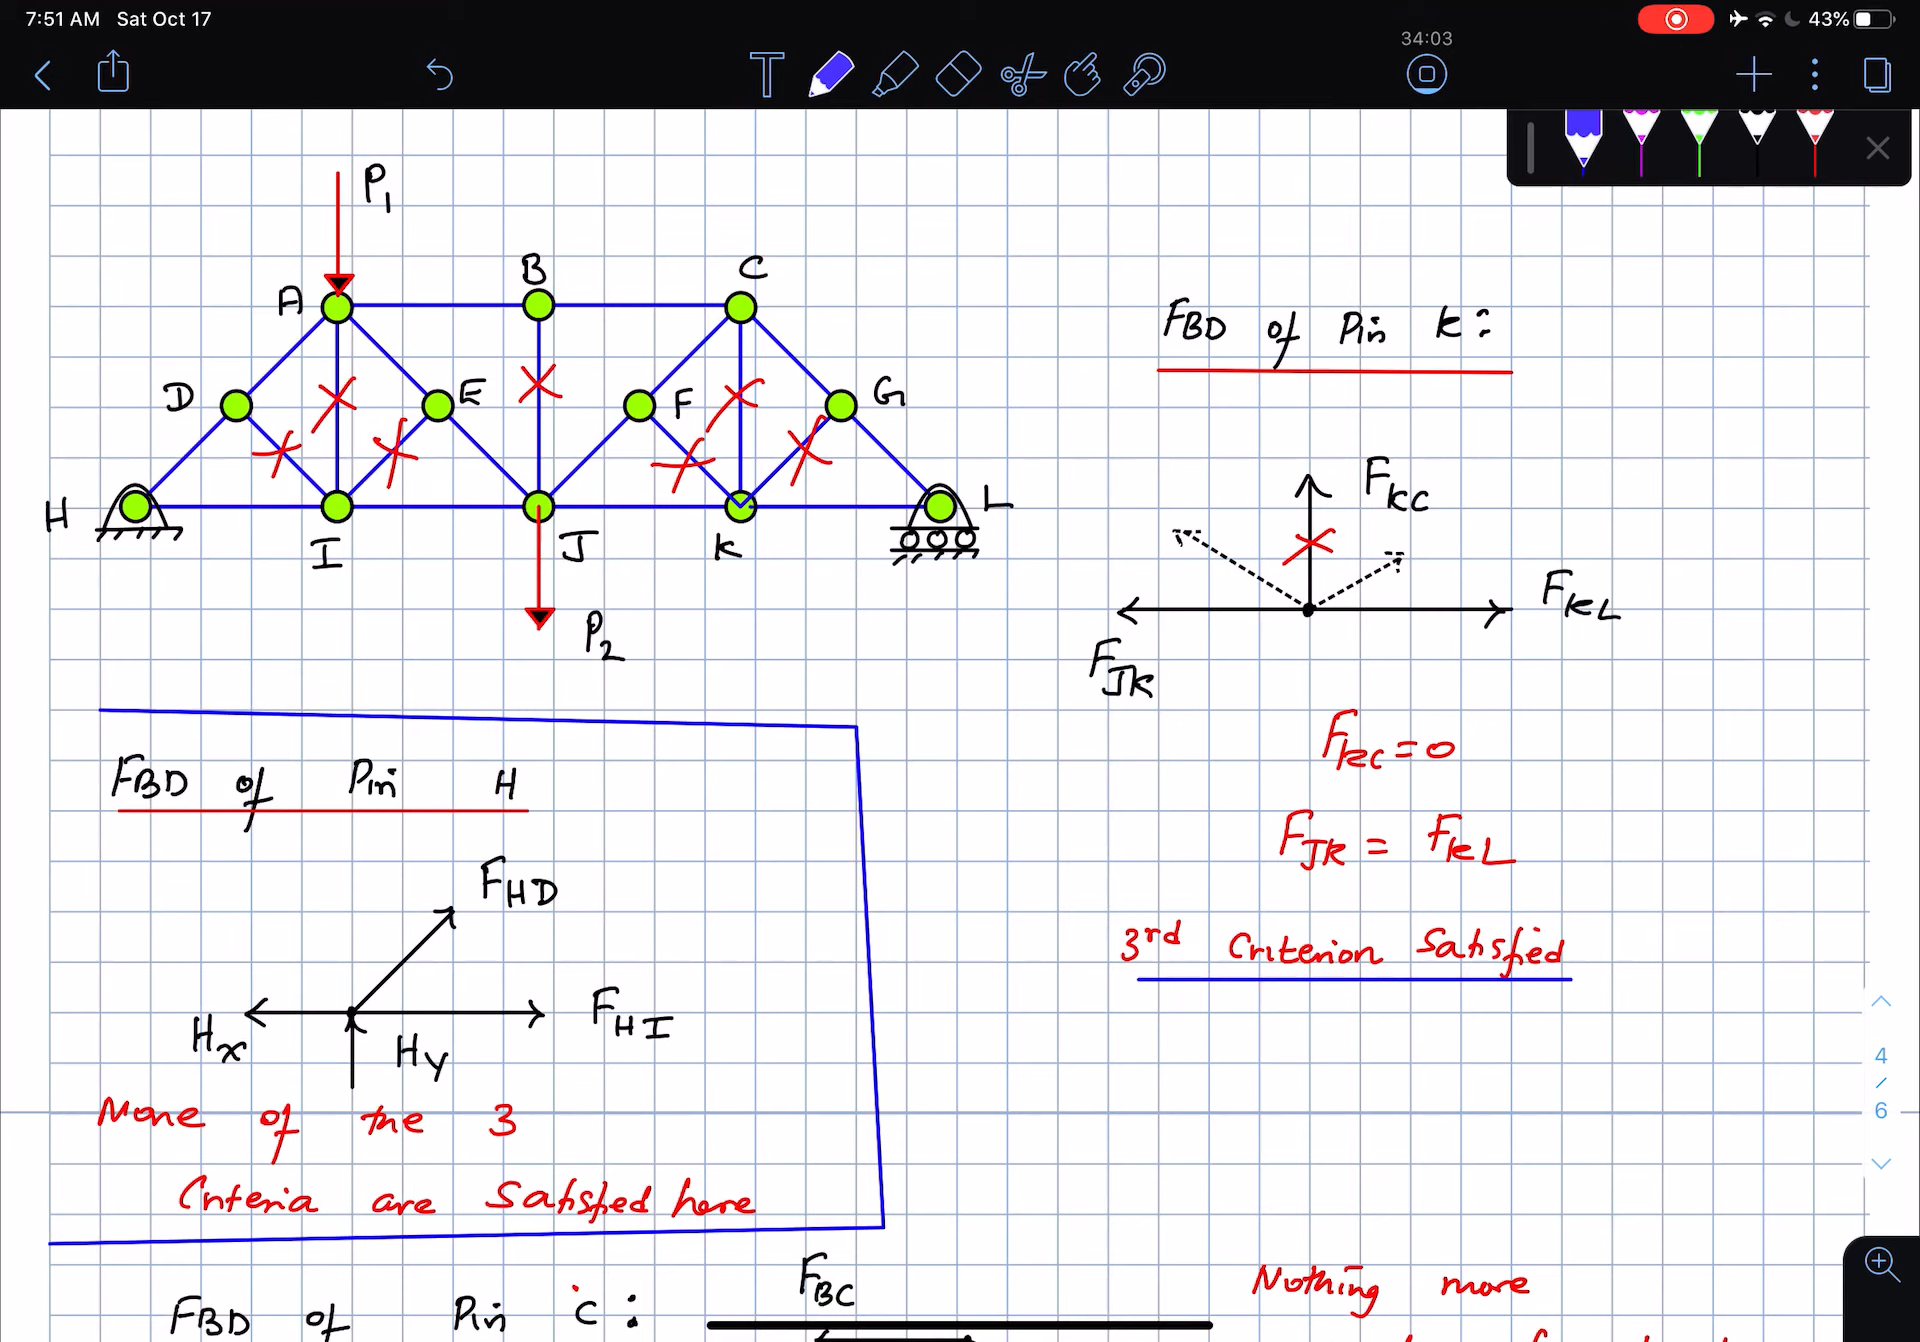 7:51 AM Sat Oct 17
43%
34:03
T
P1
A
B
C
D
E
F
G
H
I
J
K
L
P2
FBD of Pin K:
FKC
FKL
FJK
FKC = 0
FJK = FKL
3rd Criterion Satisfied
FBD of Pin H
FHD
FHI
Hx
Hy
None of the 3
Criteria are Satisfied here
4
/
6
FBD of Pin C:
FBC
Nothing more